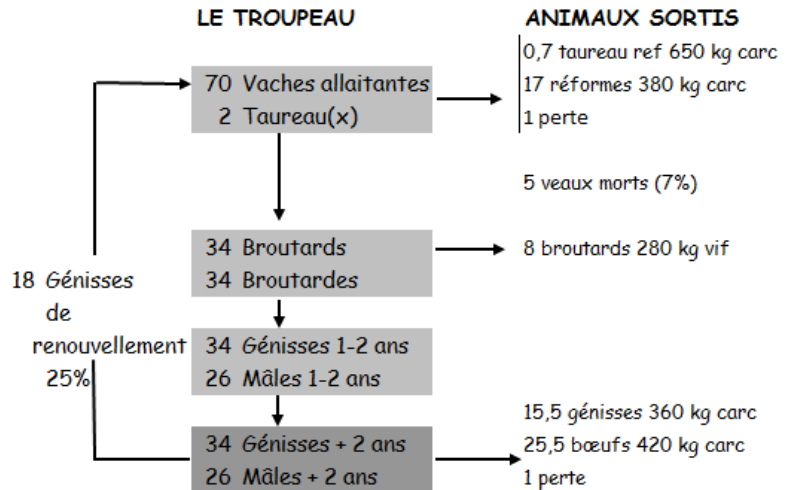 LE TROUPEAU
ANIMAUX SORTIS
70 Vaches allaitantes
2 Taureau(x)
0,7 taureau ref 650 kg carc
17 réformes 380 kg carc
1 perte
5 veaux morts (7%)
34 Broutards
34 Broutardes
8 broutards 280 kg vif
18 Génisses
de
renouvellement
25%
34 Génisses 1-2 ans
26 Mâles 1-2 ans
34 Génisses + 2 ans
26 Mâles + 2 ans
15,5 génisses 360 kg carc
25,5 bœufs 420 kg carc
1 perte